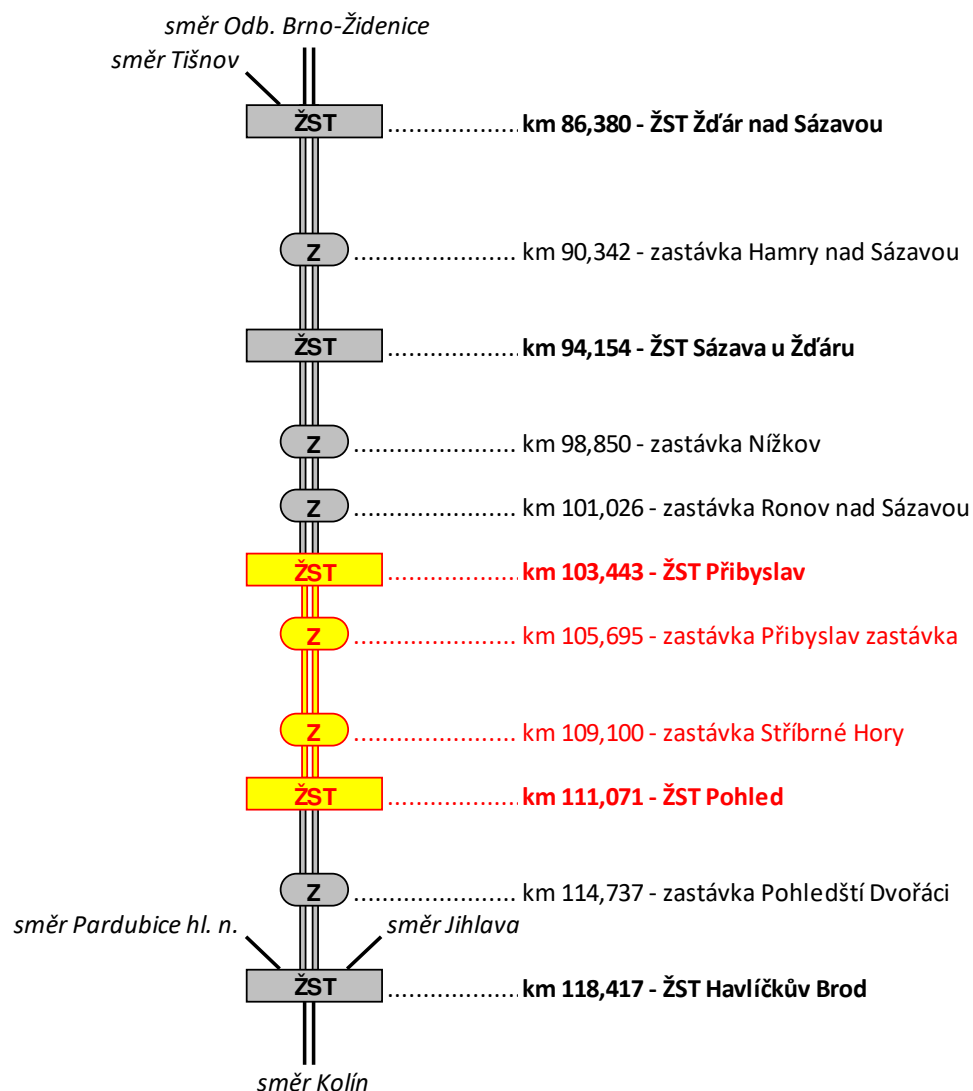 směr Odb. Brno-Židenice
směr Tišnov
ŽST ............... km 86,380 - ŽST Žďár nad Sázavou
Z .................. km 90,342 - zastávka Hamry nad Sázavou
ŽST ............... km 94,154 - ŽST Sázava u Žďáru
Z .................. km 98,850 - zastávka Nížkov
Z .................. km 101,026 - zastávka Ronov nad Sázavou
ŽST ............... km 103,443 - ŽST Přibyslav
Z .................. km 105,695 - zastávka Přibyslav zastávka
Z .................. km 109,100 - zastávka Stříbrné Hory
ŽST ............... km 111,071 - ŽST Pohled
Z .................. km 114,737 - zastávka Pohledští Dvořáci
směr Pardubice hl. n. směr Jihlava
ŽST ............... km 118,417 - ŽST Havlíčkův Brod
směr Kolín